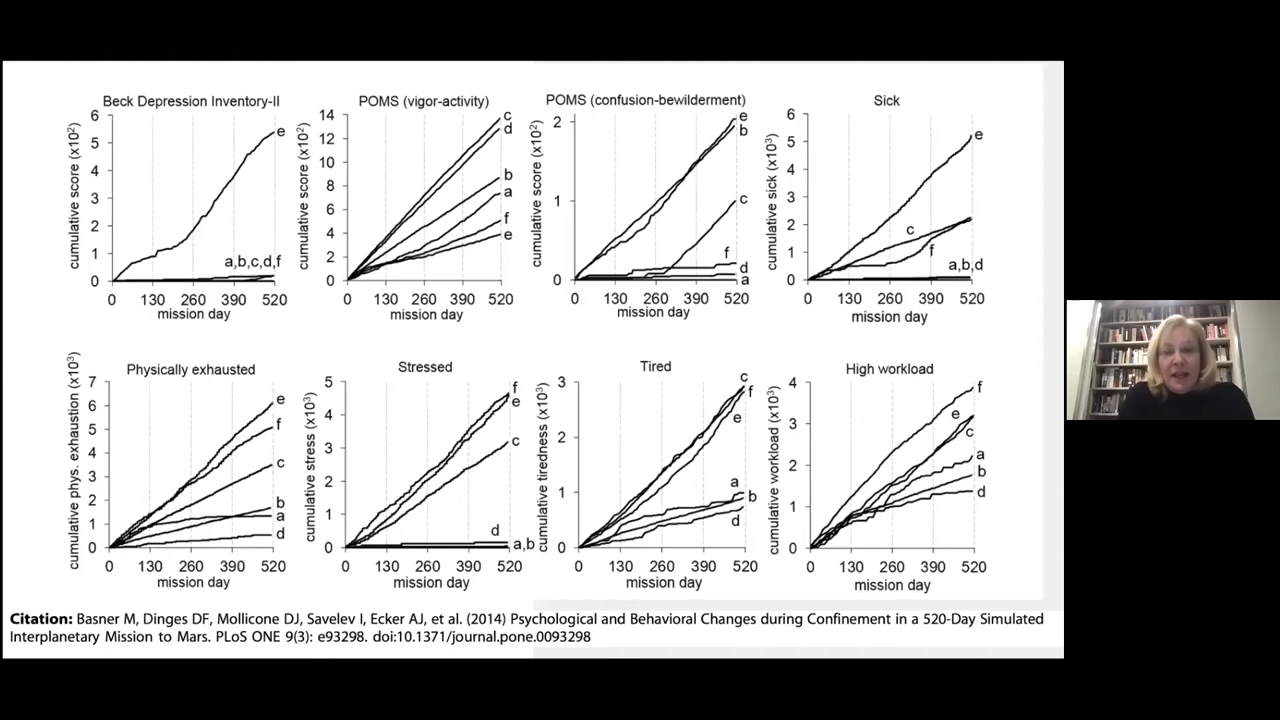 Beck Depression Inventory-II
cumulative score (x10²)
6
5
4
3
2
1
0
e
a,b,c,d,f
0 130 260 390 520
mission day
POMS (vigor-activity)
cumulative score (x10²)
14
12
10
8
6
4
2
0
c
d
b
a
f
e
0 130 260 390 520
mission day
POMS (confusion-bewilderment)
cumulative score (x10²)
2
1
0
e
b
c
f
d
a
0 130 260 390 520
mission day
Sick
cumulative sick (x10³)
6
5
4
3
2
1
0
e
c
f
a,b,d
0 130 260 390 520
mission day
Physically exhausted
cumulative phys. exhaustion (x10³)
7
6
5
4
3
2
1
0
e
f
c
b
a
d
0 130 260 390 520
mission day
Stressed
cumulative stress (x10³)
5
4
3
2
1
0
f
e
c
d
a,b
0 130 260 390 520
mission day
Tired
cumulative tiredness (x10³)
3
2
1
0
c
f
e
a
b
d
0 130 260 390 520
mission day
High workload
cumulative workload (x10³)
4
3
2
1
0
f
e
c
a
b
d
0 130 260 390 520
mission day
Citation: Basner M, Dinges DF, Mollicone DJ, Savelev I, Ecker AJ, et al. (2014) Psychological and Behavioral Changes during Confinement in a 520-Day Simulated
Interplanetary Mission to Mars. PLoS ONE 9(3): e93298. doi:10.1371/journal.pone.0093298